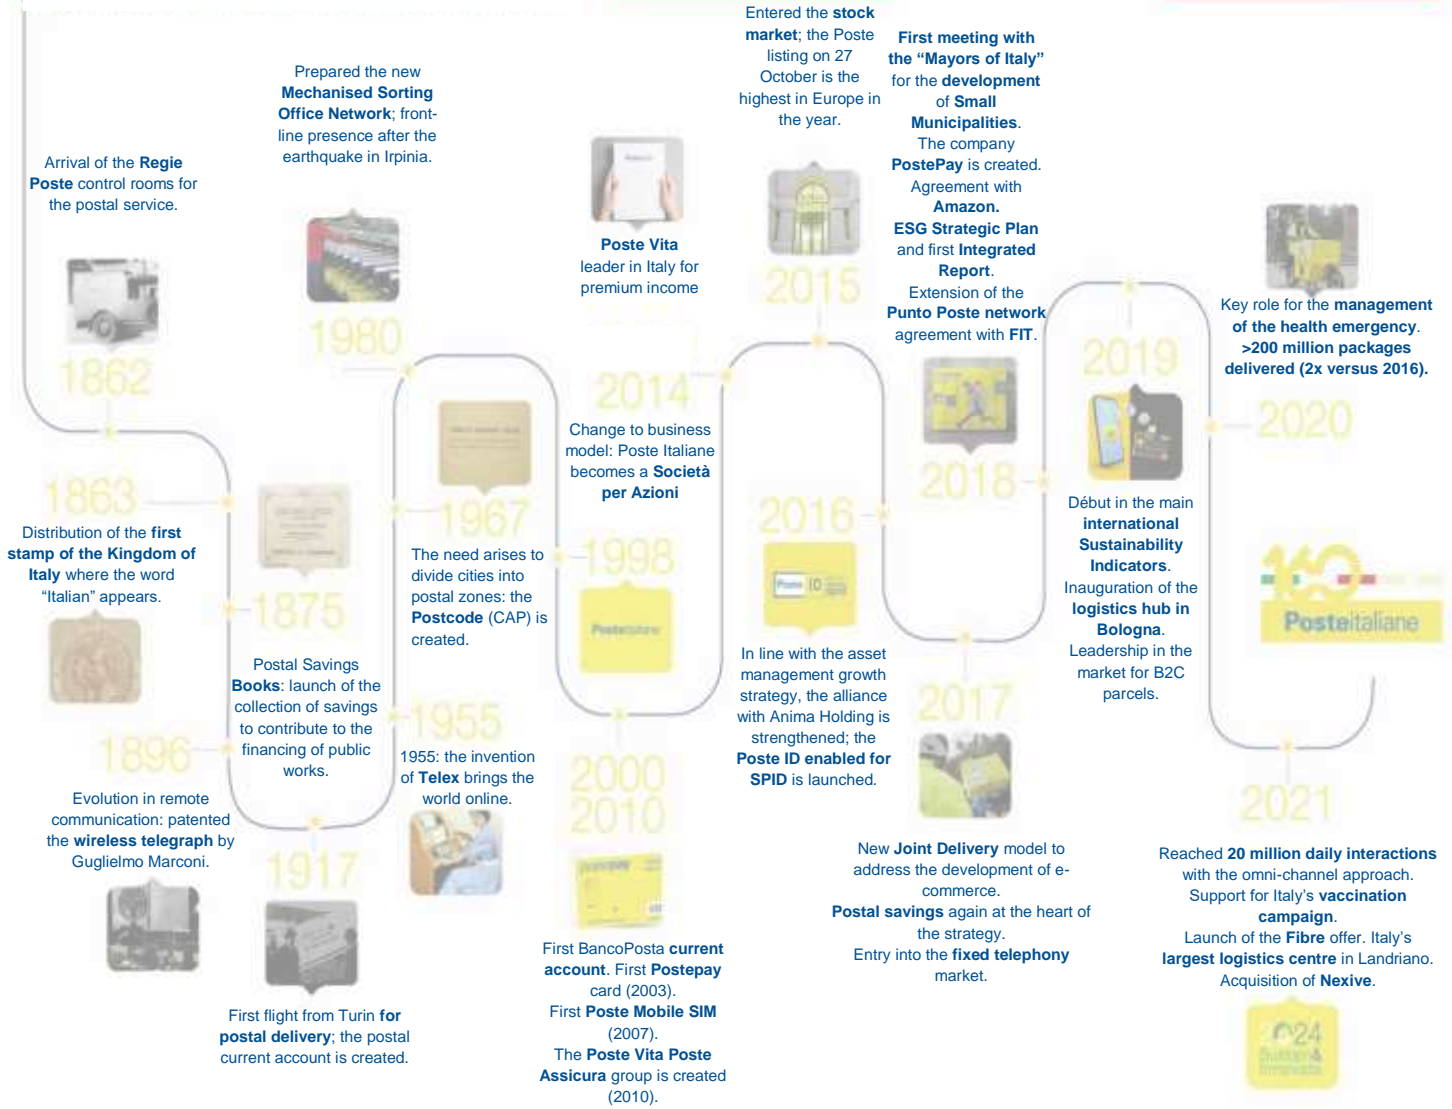 Arrival of the Regie
Poste control rooms for
the postal service.
1862
1863
Distribution of the first
stamp of the Kingdom of
Italy where the word
“Italian” appears.
1875
Postal Savings
Books: launch of the
collection of savings
to contribute to the
financing of public
works.
1896
Evolution in remote
communication: patented
the wireless telegraph by
Guglielmo Marconi.
1917
First flight from Turin for
postal delivery; the postal
current account is created.
1955
1955: the invention
of Telex brings the
world online.
1967
The need arises to
divide cities into
postal zones: the
Postcode (CAP) is
created.
Prepared the new
Mechanised Sorting
Office Network; front-
line presence after the
earthquake in Irpinia.
1980
1998
Posteitaliane
2000
2010
First BancoPosta current
account. First Postepay
card (2003).
First Poste Mobile SIM
(2007).
The Poste Vita Poste
Assicura group is created
(2010).
Poste Vita
leader in Italy for
premium income
2014
Change to business
model: Poste Italiane
becomes a Società
per Azioni
Entered the stock
market; the Poste
listing on 27
October is the
highest in Europe in
the year.
2015
2016
Poste ID
In line with the asset
management growth
strategy, the alliance
with Anima Holding is
strengthened; the
Poste ID enabled for
SPID is launched.
2017
New Joint Delivery model to
address the development of e-
commerce.
Postal savings again at the heart of
the strategy.
Entry into the fixed telephony
market.
First meeting with
the “Mayors of Italy”
for the development
of Small
Municipalities.
The company
PostePay is created.
Agreement with
Amazon.
ESG Strategic Plan
and first Integrated
Report.
Extension of the
Punto Poste network
agreement with FIT.
2018
2019
Début in the main
international
Sustainability
Indicators.
Inauguration of the
logistics hub in
Bologna.
Leadership in the
market for B2C
parcels.
Key role for the management
of the health emergency.
>200 million packages
delivered (2x versus 2016).
2020
160
Posteitaliane
2021
Reached 20 million daily interactions
with the omni-channel approach.
Support for Italy’s vaccination
campaign.
Launch of the Fibre offer. Italy’s
largest logistics centre in Landriano.
Acquisition of Nexive.
2024
Sustain &
Innovate